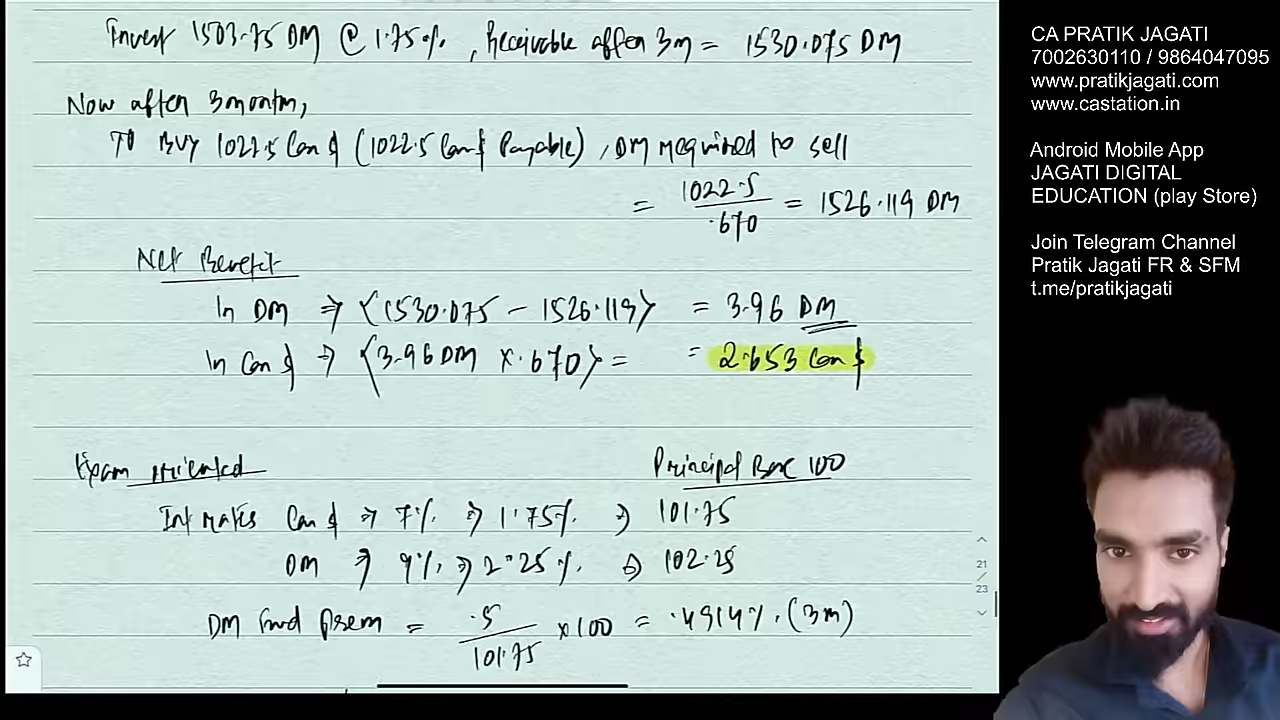 Invest 1503.75 DM @ 1.75%, Receivable after 3m = 1530.075 DM
Now after 3 months,
To Buy 1022.5 Can $ (1022.5 Can $ Payable), DM required to sell
= 1022.5 / .670 = 1526.119 DM
Net Benefit
In DM ⇒ {1530.075 - 1526.119} = 3.96 DM
In Can $ ⇒ {3.96 DM x .670} = = 2.653 Can $
Exam oriented Principal Base 100
Int rates Can $ ⇒ 7% ⇒ 1.75% ⇒ 101.75
DM ⇒ 9% ⇒ 2.25% ⇒ 102.25
DM Fwd Prem = .5 / 101.75 x 100 = .4914% (3m)
21
/
23
CA PRATIK JAGATI
7002630110 / 9864047095
www.pratikjagati.com
www.castation.in
Android Mobile App
JAGATI DIGITAL
EDUCATION (play Store)
Join Telegram Channel
Pratik Jagati FR & SFM
t.me/pratikjagati